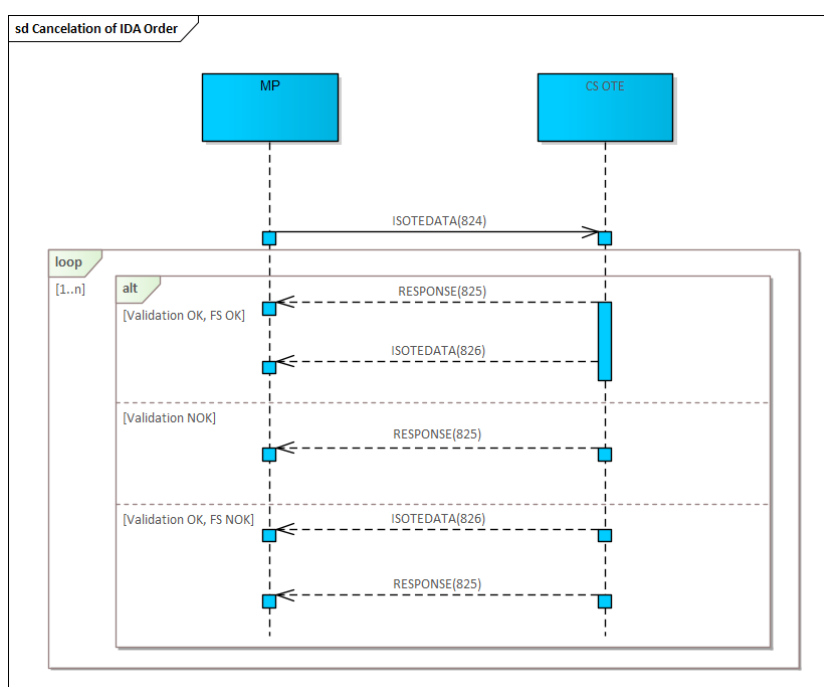 sd Cancelation of IDA Order
MP
CS OTE
ISOTEDATA(824)
loop
[1..n]
alt
RESPONSE(825)
[Validation OK, FS OK]
ISOTEDATA(826)
[Validation NOK]
RESPONSE(825)
[Validation OK, FS NOK]
ISOTEDATA(826)
RESPONSE(825)